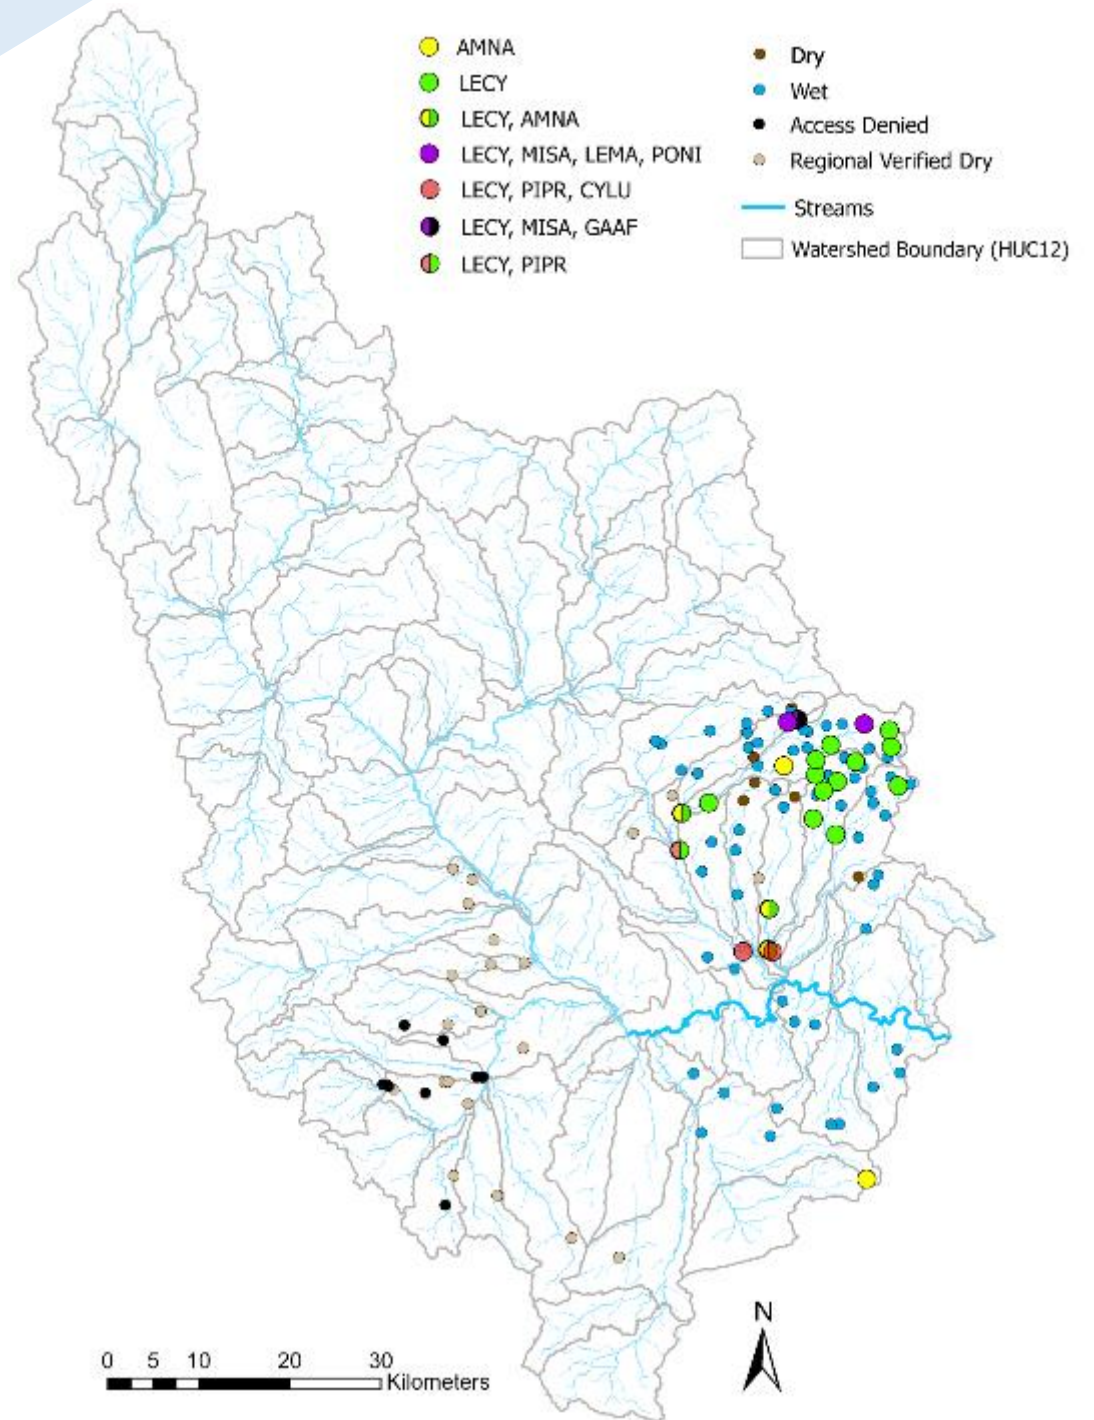 AMNA
LECY
LECY, AMNA
LECY, MISA, LEMA, PONI
LECY, PIPR, CYLU
LECY, MISA, GAAF
LECY, PIPR
Dry
Wet
Access Denied
Regional Verified Dry
Streams
Watershed Boundary (HUC12)
N
0 5 10 20 30
Kilometers